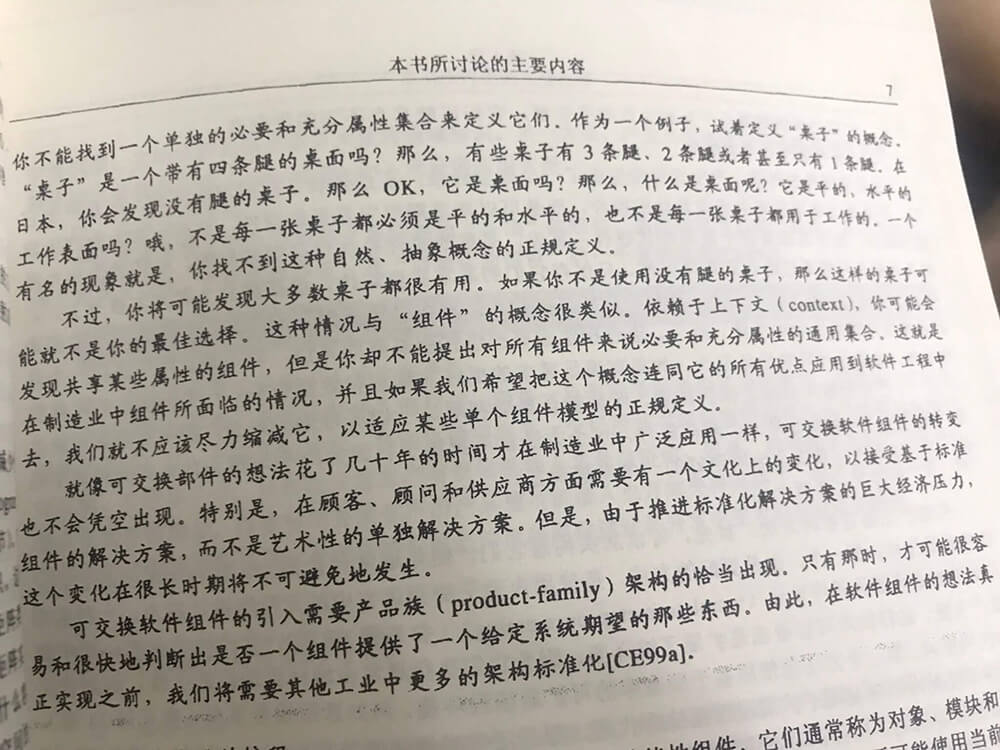 本书所讨论的主要内容
7
你不能找到一个单独的必要和充分属性集合来定义它们。作为一个例子，试着定义“桌子”的概念。
“桌子”是一个带有四条腿的桌面吗？那么，有些桌子有 3 条腿、2 条腿或者甚至只有 1 条腿。在
日本，你会发现没有腿的桌子。那么 OK，它是桌面吗？那么，什么是桌面呢？它是平的，水平的
工作表面吗？哦，不是每一张桌子都必须是平的和水平的，也不是每一张桌子都用于工作的。一个
有名的现象就是，你找不到这种自然、抽象概念的正规定义。
不过，你将可能发现大多数桌子都很有用。如果你不是使用没有腿的桌子，那么这样的桌子可
能就不是你的最佳选择。这种情况与“组件”的概念很类似。依赖于上下文（context），你可能会
发现共享某些属性的组件，但是你却不能提出对所有组件来说必要和充分属性的通用集合。这就是
在制造业中组件所面临的情况，并且如果我们希望把这个概念连同它的所有优点应用到软件工程中
去，我们就不应该尽力缩减它，以适应某些单个组件模型的正规定义。
就像可交换部件的想法花了几十年的时间才在制造业中广泛应用一样，可交换软件组件的转变
也不会凭空出现。特别是，在顾客、顾问和供应商方面需要有一个文化上的变化，以接受基于标准
组件的解决方案，而不是艺术性的单独解决方案。但是，由于推进标准化解决方案的巨大经济压力，
这个变化在很长时期将不可避免地发生。
可交换软件组件的引入需要产品族（product-family）架构的恰当出现。只有那时，才可能很容
易和很快地判断出是否一个组件提供了一个给定系统期望的那些东西。由此，在软件组件的想法真
正实现之前，我们将需要其他工业中更多的架构标准化[CE99a]．
组件，它们通常称为对象、模块和
可能使用当前